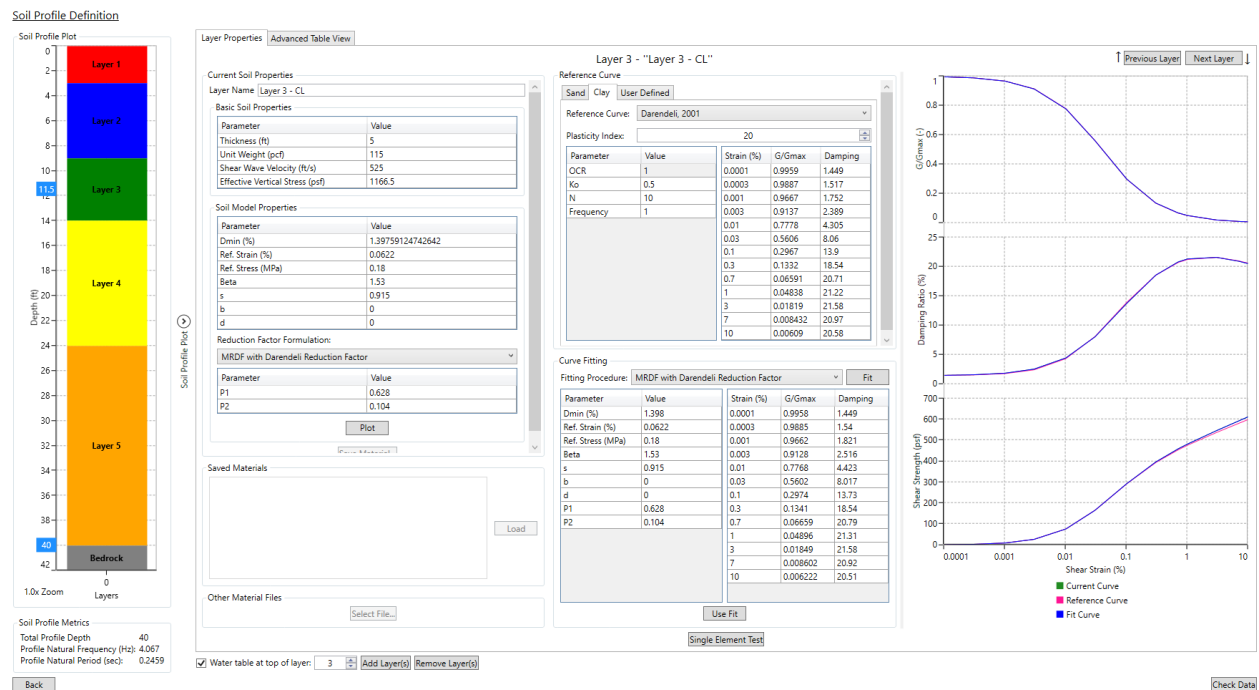 Soil Profile Definition
Soil Profile Plot
0
2
4
6
8
10
11.5
12
14
16
18
20
22
24
26
28
30
32
34
36
38
40
42
Depth (ft)
Layer 1
Layer 2
Layer 3
Layer 4
Layer 5
Bedrock
0
1.0x Zoom
Layers
Soil Profile Plot
Soil Profile Metrics
Total Profile Depth 40
Profile Natural Frequency (Hz): 4.067
Profile Natural Period (sec): 0.2459
Back
Layer Properties Advanced Table View
Layer 3 - "Layer 3 - CL"
↑ Previous Layer Next Layer ↓
Current Soil Properties
Layer Name Layer 3 - CL
Basic Soil Properties
Parameter Value
Thickness (ft) 5
Unit Weight (pcf) 115
Shear Wave Velocity (ft/s) 525
Effective Vertical Stress (psf) 1166.5
Soil Model Properties
Parameter Value
Dmin (%) 1.39759124742642
Ref. Strain (%) 0.0622
Ref. Stress (MPa) 0.18
Beta 1.53
s 0.915
b 0
d 0
Reduction Factor Formulation:
MRDF with Darendeli Reduction Factor
Parameter Value
P1 0.628
P2 0.104
Plot
Save Material...
Saved Materials
Load
Other Material Files
Select File...
Reference Curve
Sand Clay User Defined
Reference Curve: Darendeli, 2001
Plasticity Index: 20
Parameter Value
OCR 1
Ko 0.5
N 10
Frequency 1
Strain (%) G/Gmax Damping
0.0001 0.9959 1.449
0.0003 0.9887 1.517
0.001 0.9667 1.752
0.003 0.9137 2.389
0.01 0.7778 4.305
0.03 0.5606 8.06
0.1 0.2967 13.9
0.3 0.1332 18.54
0.7 0.06591 20.71
1 0.04838 21.22
3 0.01819 21.58
7 0.008432 20.97
10 0.00609 20.58
Curve Fitting
Fitting Procedure: MRDF with Darendeli Reduction Factor Fit
Parameter Value
Dmin (%) 1.398
Ref. Strain (%) 0.0622
Ref. Stress (MPa) 0.18
Beta 1.53
s 0.915
b 0
d 0
P1 0.628
P2 0.104
Strain (%) G/Gmax Damping
0.0001 0.9958 1.449
0.0003 0.9885 1.54
0.001 0.9662 1.821
0.003 0.9128 2.516
0.01 0.7768 4.423
0.03 0.5602 8.017
0.1 0.2974 13.73
0.3 0.1341 18.54
0.7 0.06659 20.79
1 0.04896 21.31
3 0.01849 21.58
7 0.008602 20.92
10 0.006222 20.51
Use Fit
Single Element Test
G/Gmax (-)
1
0.8
0.6
0.4
0.2
0
Damping Ratio (%)
25
20
15
10
5
0
Shear Strength (psf)
700
600
500
400
300
200
100
0
0.0001 0.001 0.01 0.1 1 10
Shear Strain (%)
Current Curve
Reference Curve
Fit Curve
Water table at top of layer: 3 Add Layer(s) Remove Layer(s)
Check Data